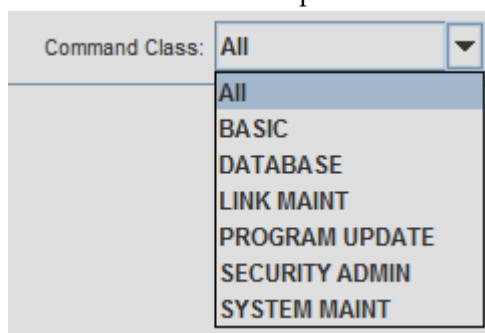 Command Class: All
All
BASIC
DATABASE
LINK MAINT
PROGRAM UPDATE
SECURITY ADMIN
SYSTEM MAINT